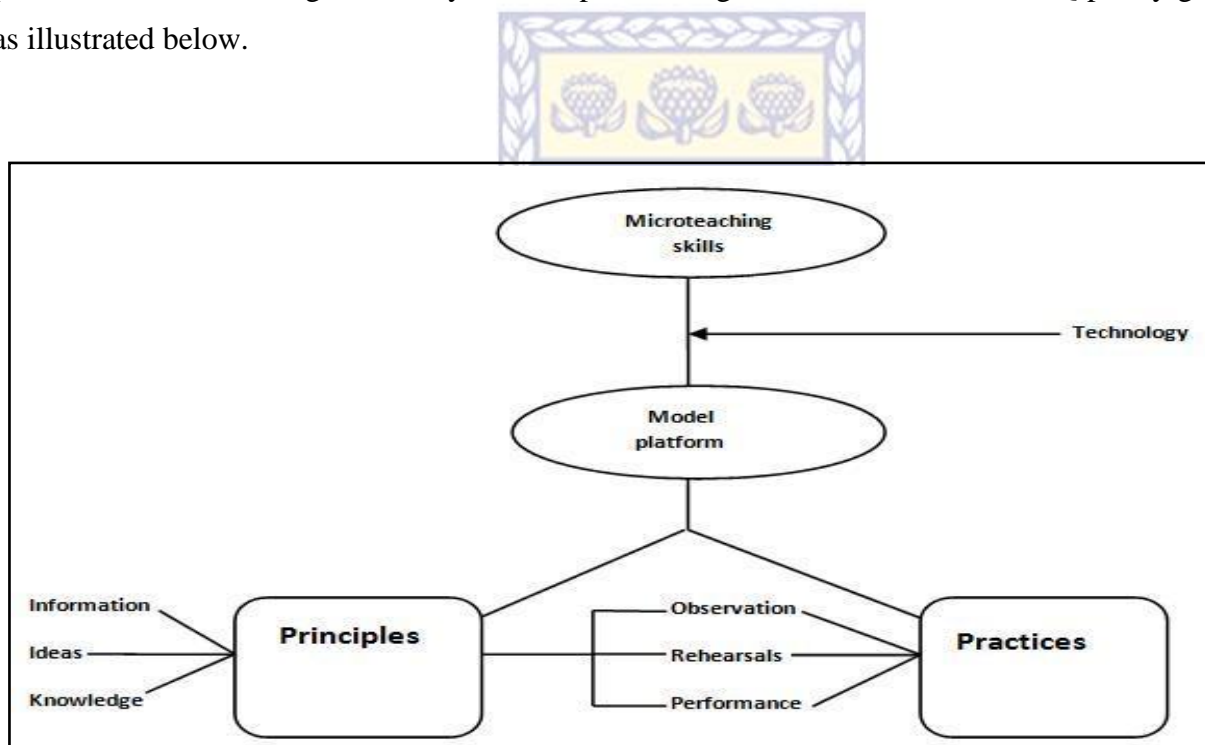 as illustrated below.
Microteaching
skills
Technology
Model
platform
Information
Ideas
Knowledge
Principles
Observation
Rehearsals
Performance
Practices